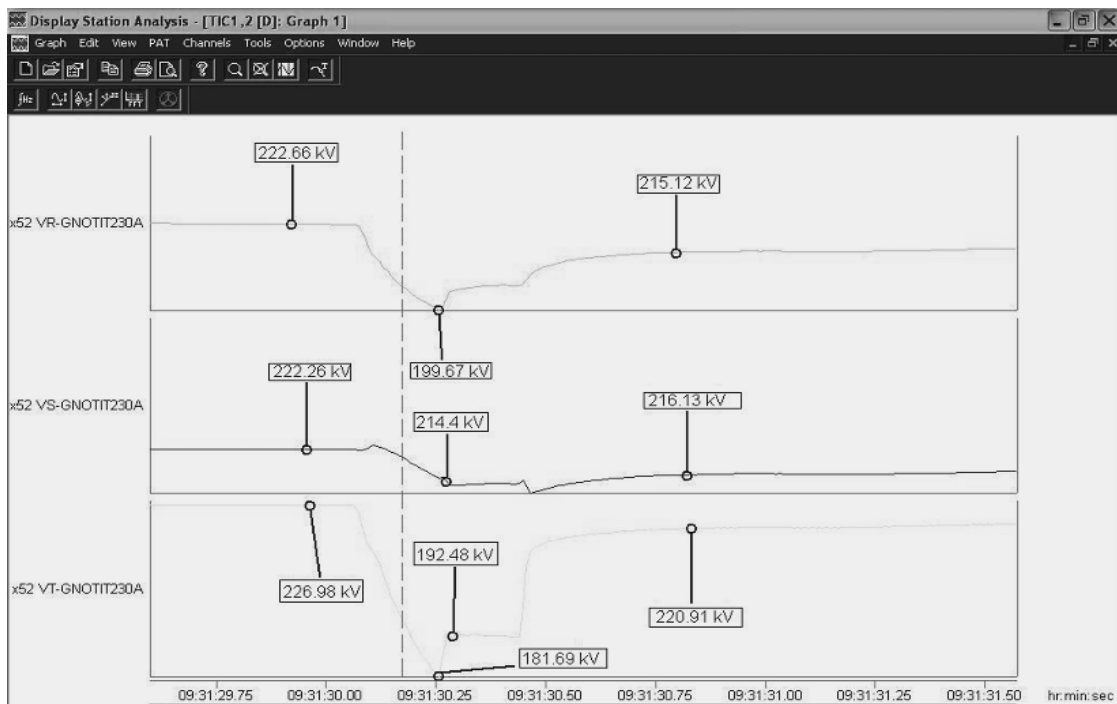 Display Station Analysis - [TIC1,2 [D]: Graph 1]
Graph Edit View PAT Channels Tools Options Window Help
222.66 kV
215.12 kV
x52 VR-GNOTIT230A
199.67 kV
222.26 kV
216.13 kV
x52 VS-GNOTIT230A
214.4 kV
192.48 kV
226.98 kV
x52 VT-GNOTIT230A
220.91 kV
181.69 kV
09:31:29.75 09:31:30.00 09:31:30.25 09:31:30.50 09:31:30.75 09:31:31.00 09:31:31.25 09:31:31.50 hr:min:sec